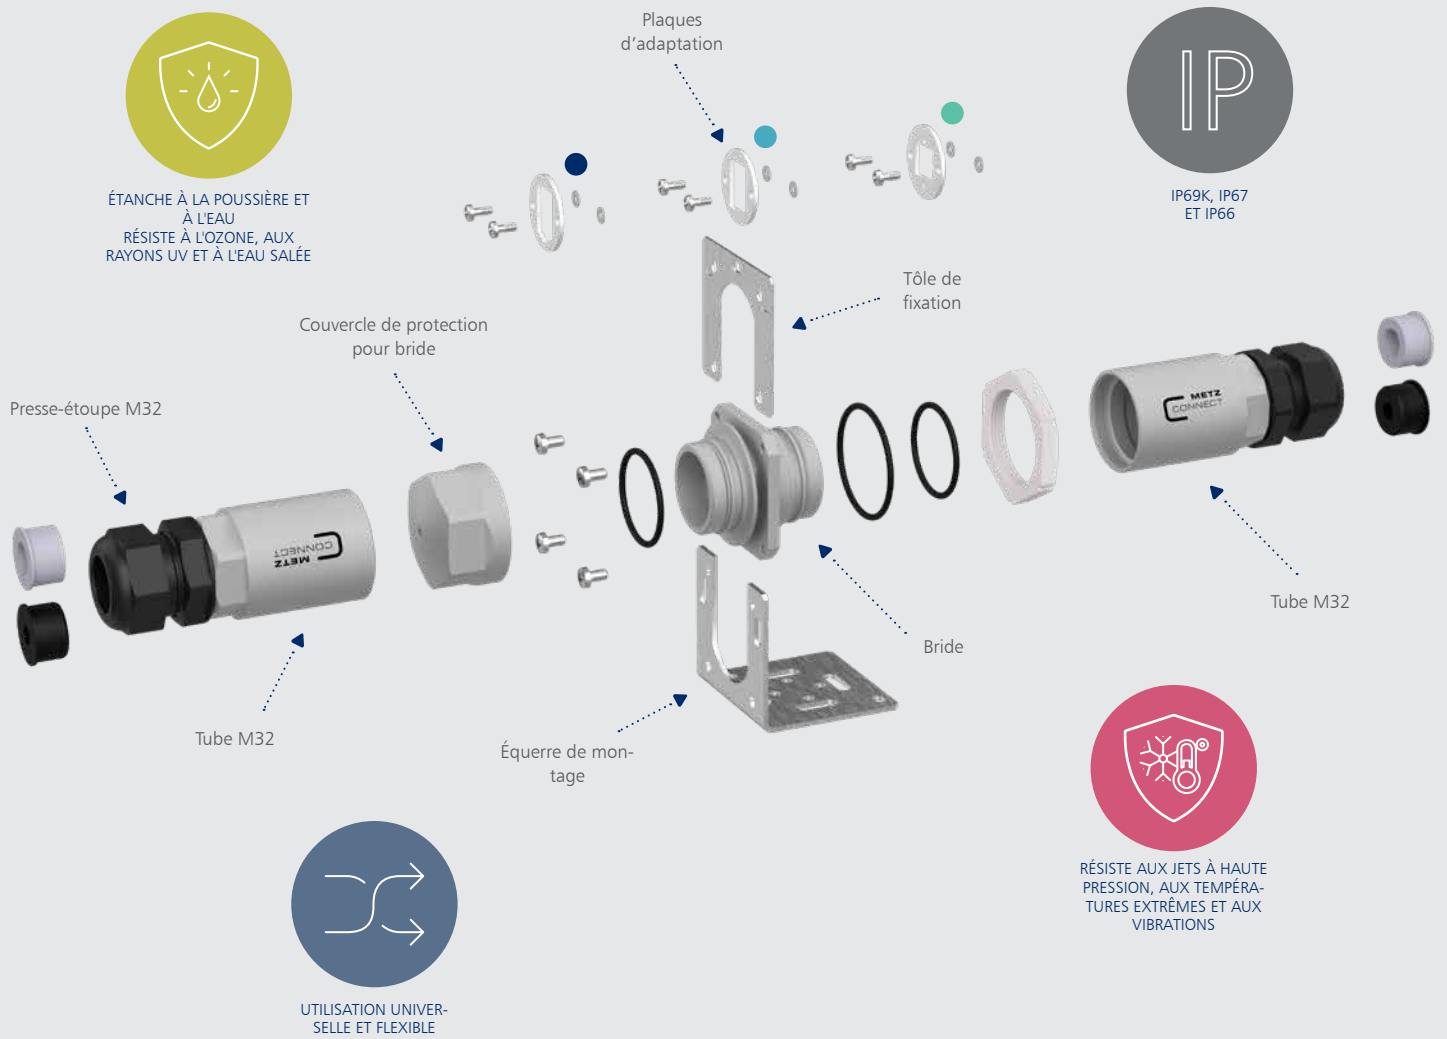 Plaques
d’adaptation
ÉTANCHE À LA POUSSIÈRE ET
À L'EAU
RÉSISTE À L'OZONE, AUX
RAYONS UV ET À L'EAU SALÉE
IP
IP69K, IP67
ET IP66
Tôle de
fixation
Couvercle de protection
pour bride
Presse-étoupe M32
METZ
CONNECT
METZ
CONNECT
Tube M32
Bride
Tube M32
Équerre de mon-
tage
RÉSISTE AUX JETS À HAUTE
PRESSION, AUX TEMPÉRA-
TURES EXTRÊMES ET AUX
VIBRATIONS
UTILISATION UNIVER-
SELLE ET FLEXIBLE